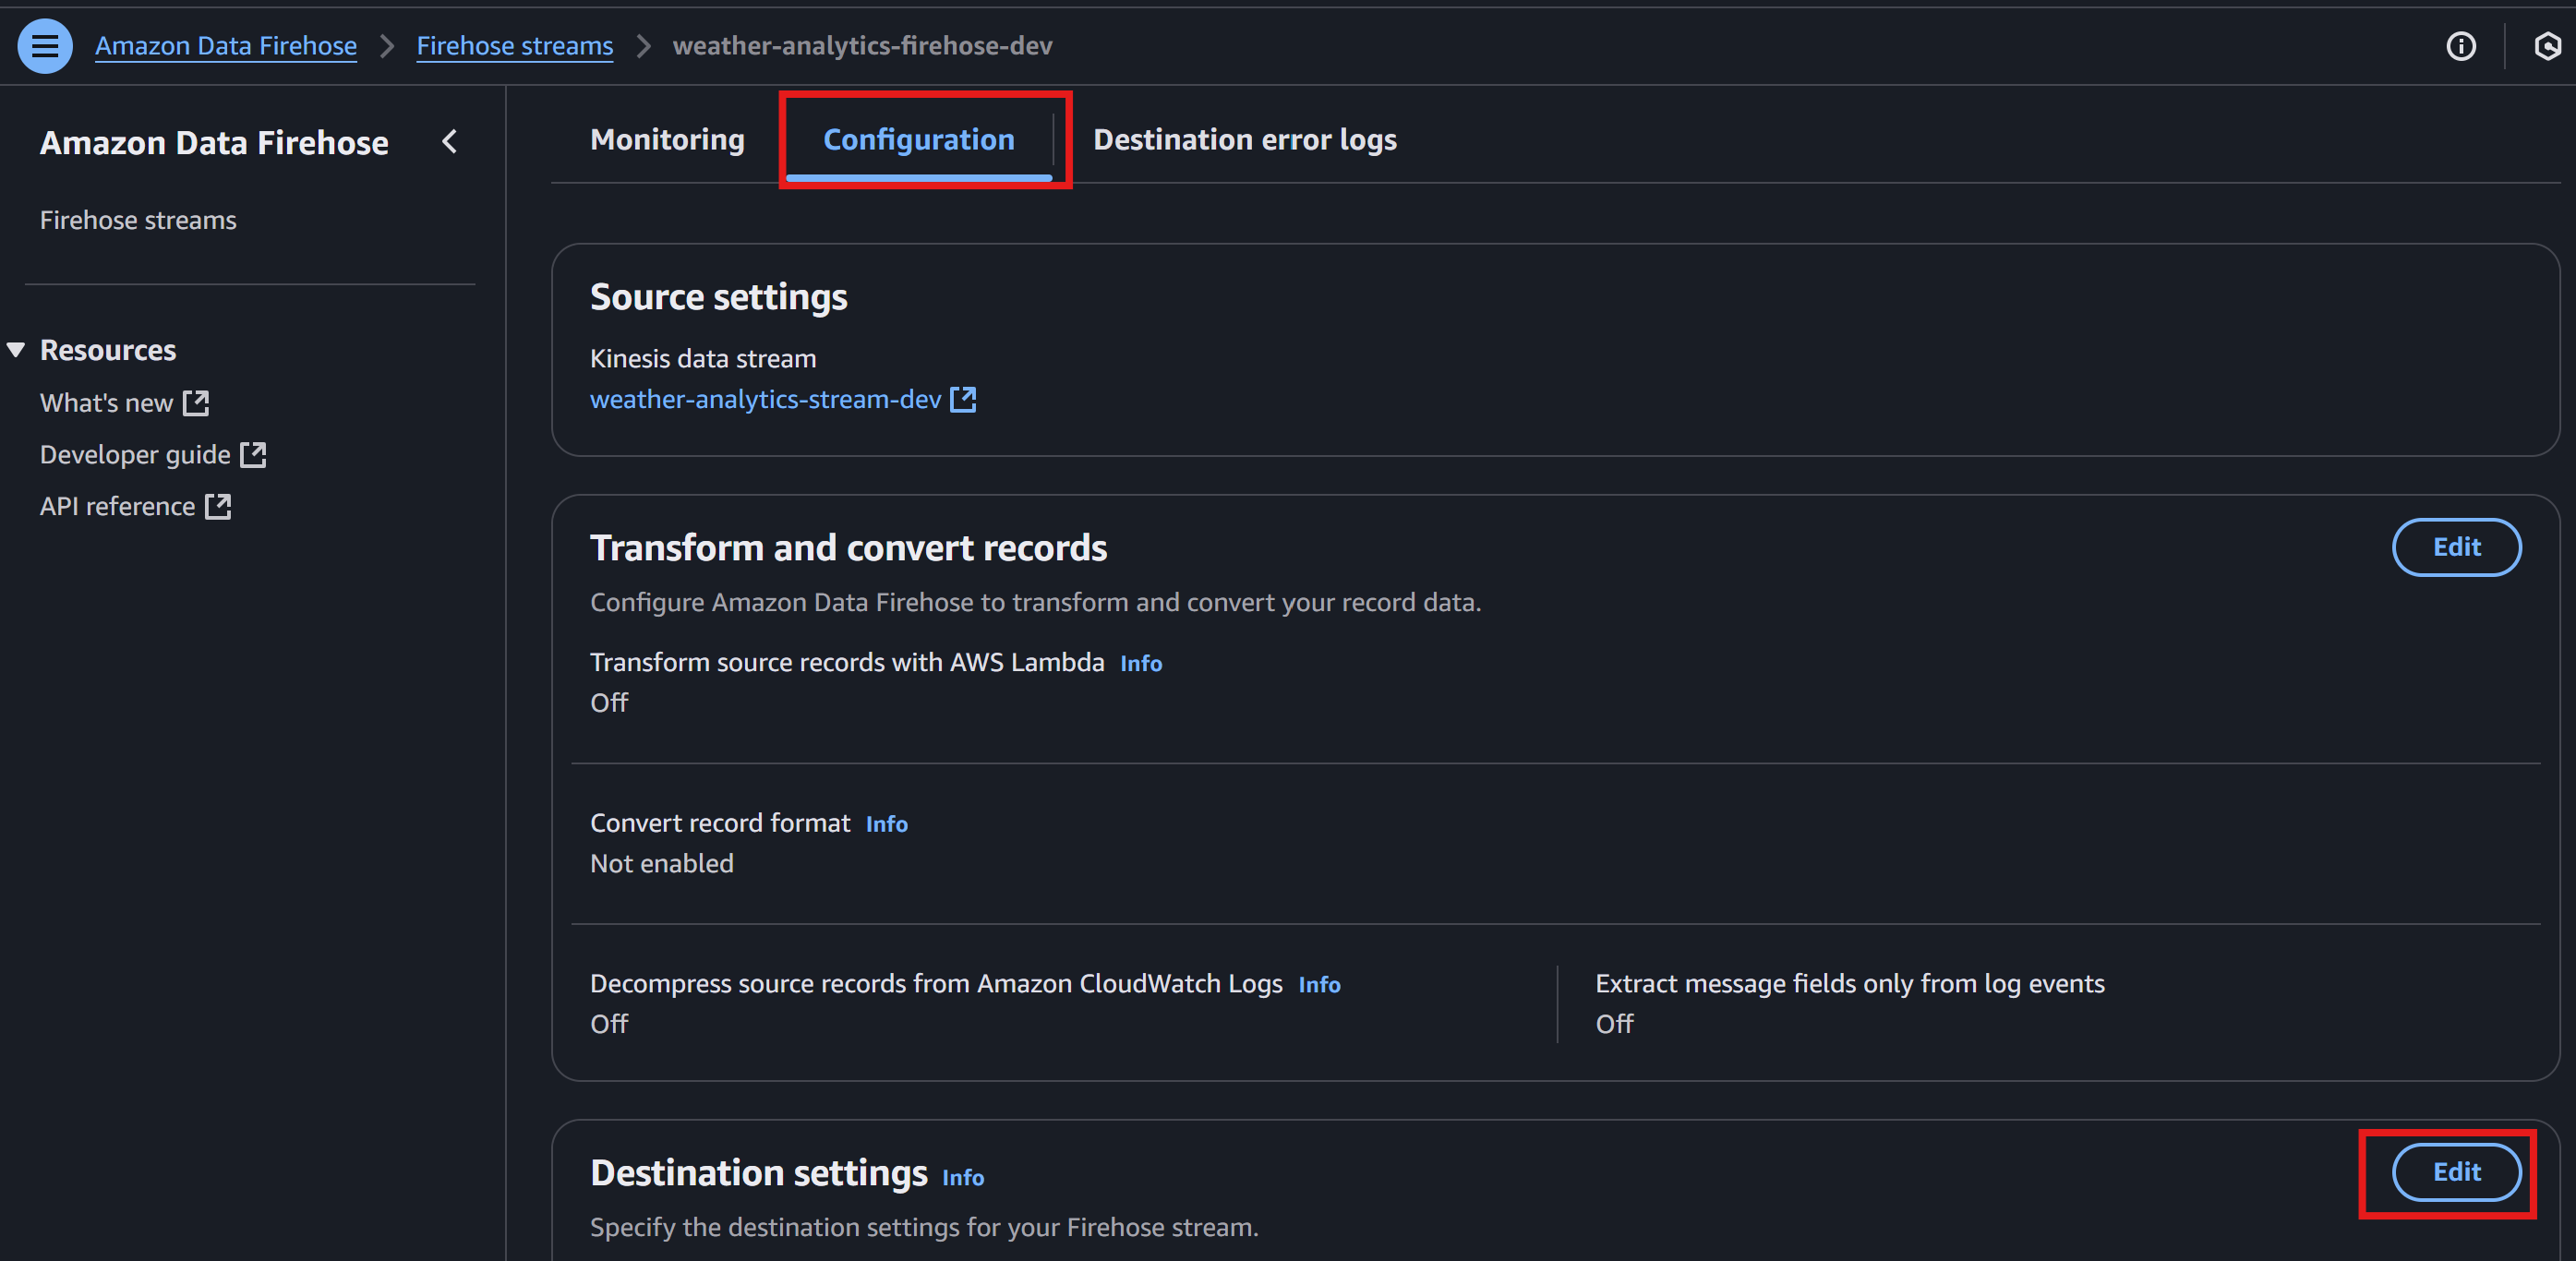 Amazon Data Firehose > Firehose streams > weather-analytics-firehose-dev
Amazon Data Firehose
Firehose streams
Resources
What's new
Developer guide
API reference
Monitoring
Configuration
Destination error logs
Source settings
Kinesis data stream
weather-analytics-stream-dev
Transform and convert records
Edit
Configure Amazon Data Firehose to transform and convert your record data.
Transform source records with AWS Lambda Info
Off
Convert record format Info
Not enabled
Decompress source records from Amazon CloudWatch Logs Info
Off
Extract message fields only from log events
Off
Destination settings Info
Edit
Specify the destination settings for your Firehose stream.